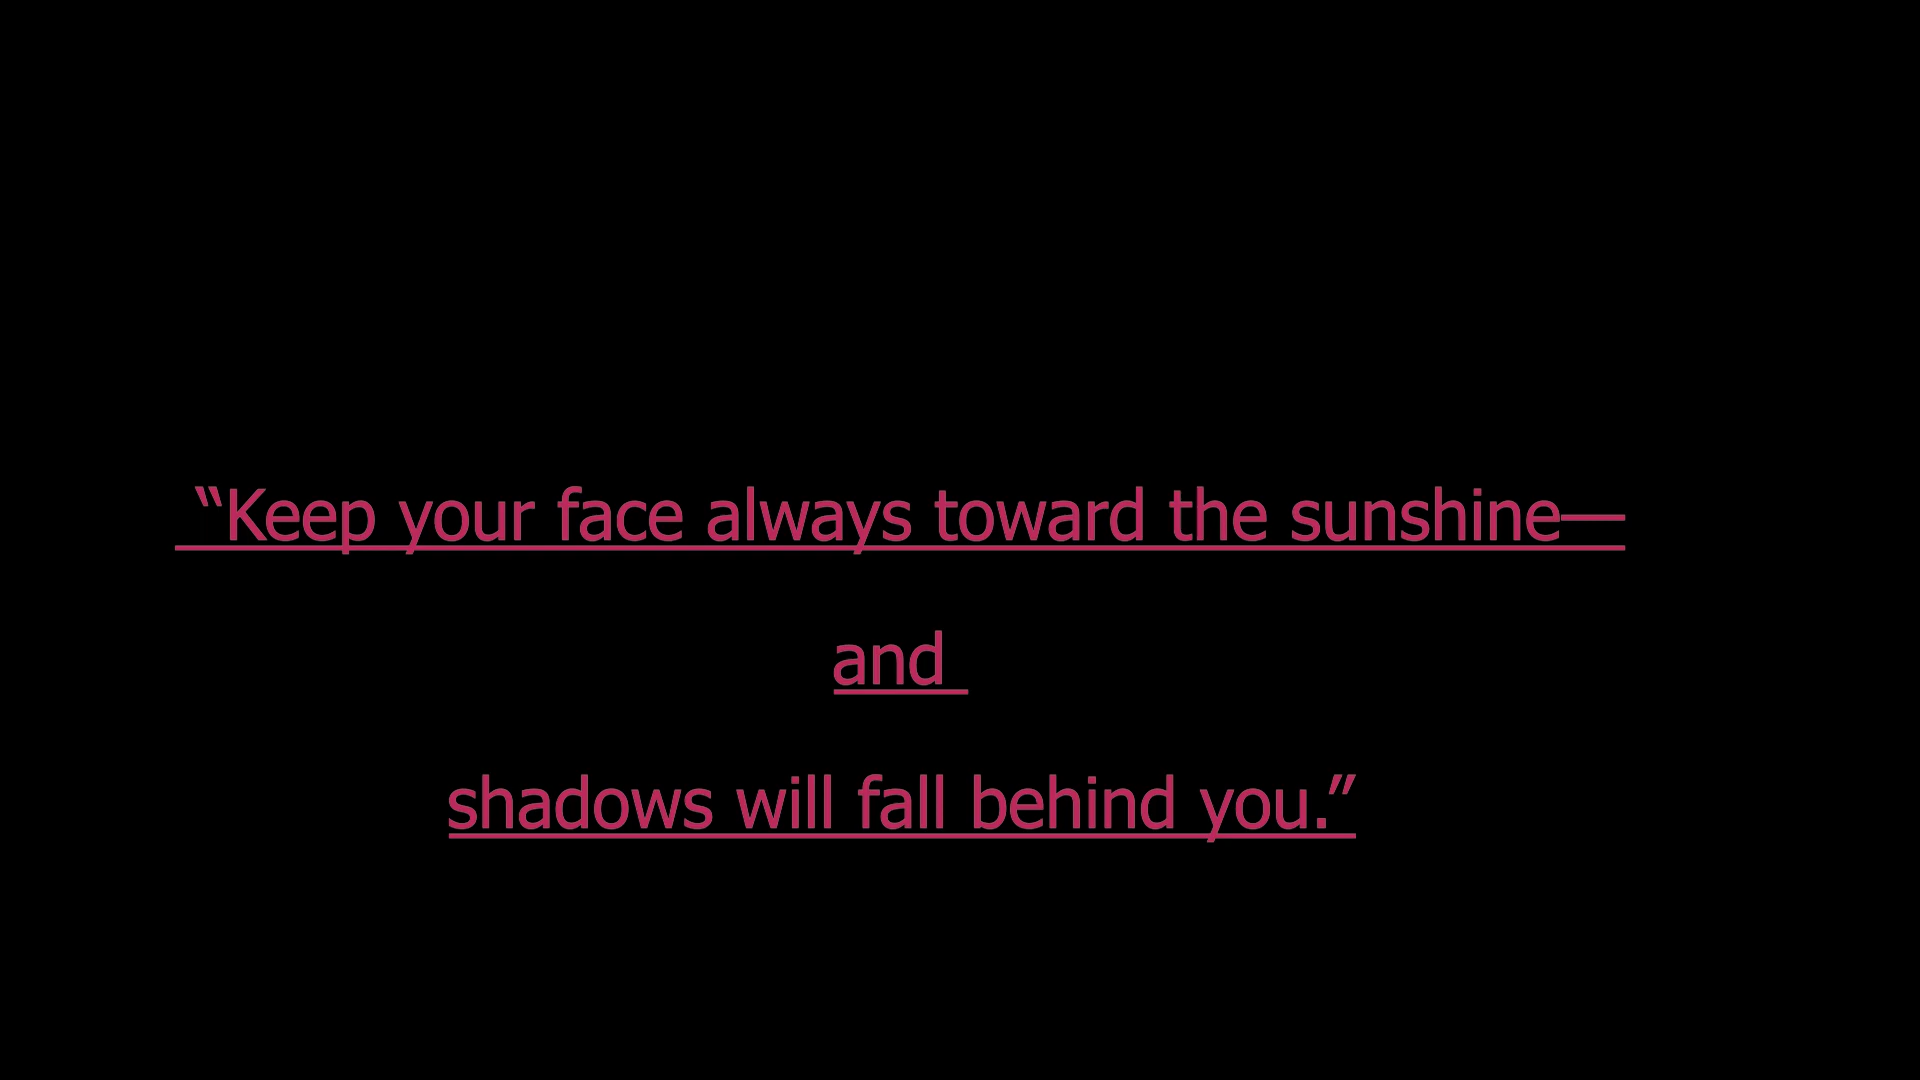 “Keep your face always toward the sunshine—
and
shadows will fall behind you.”